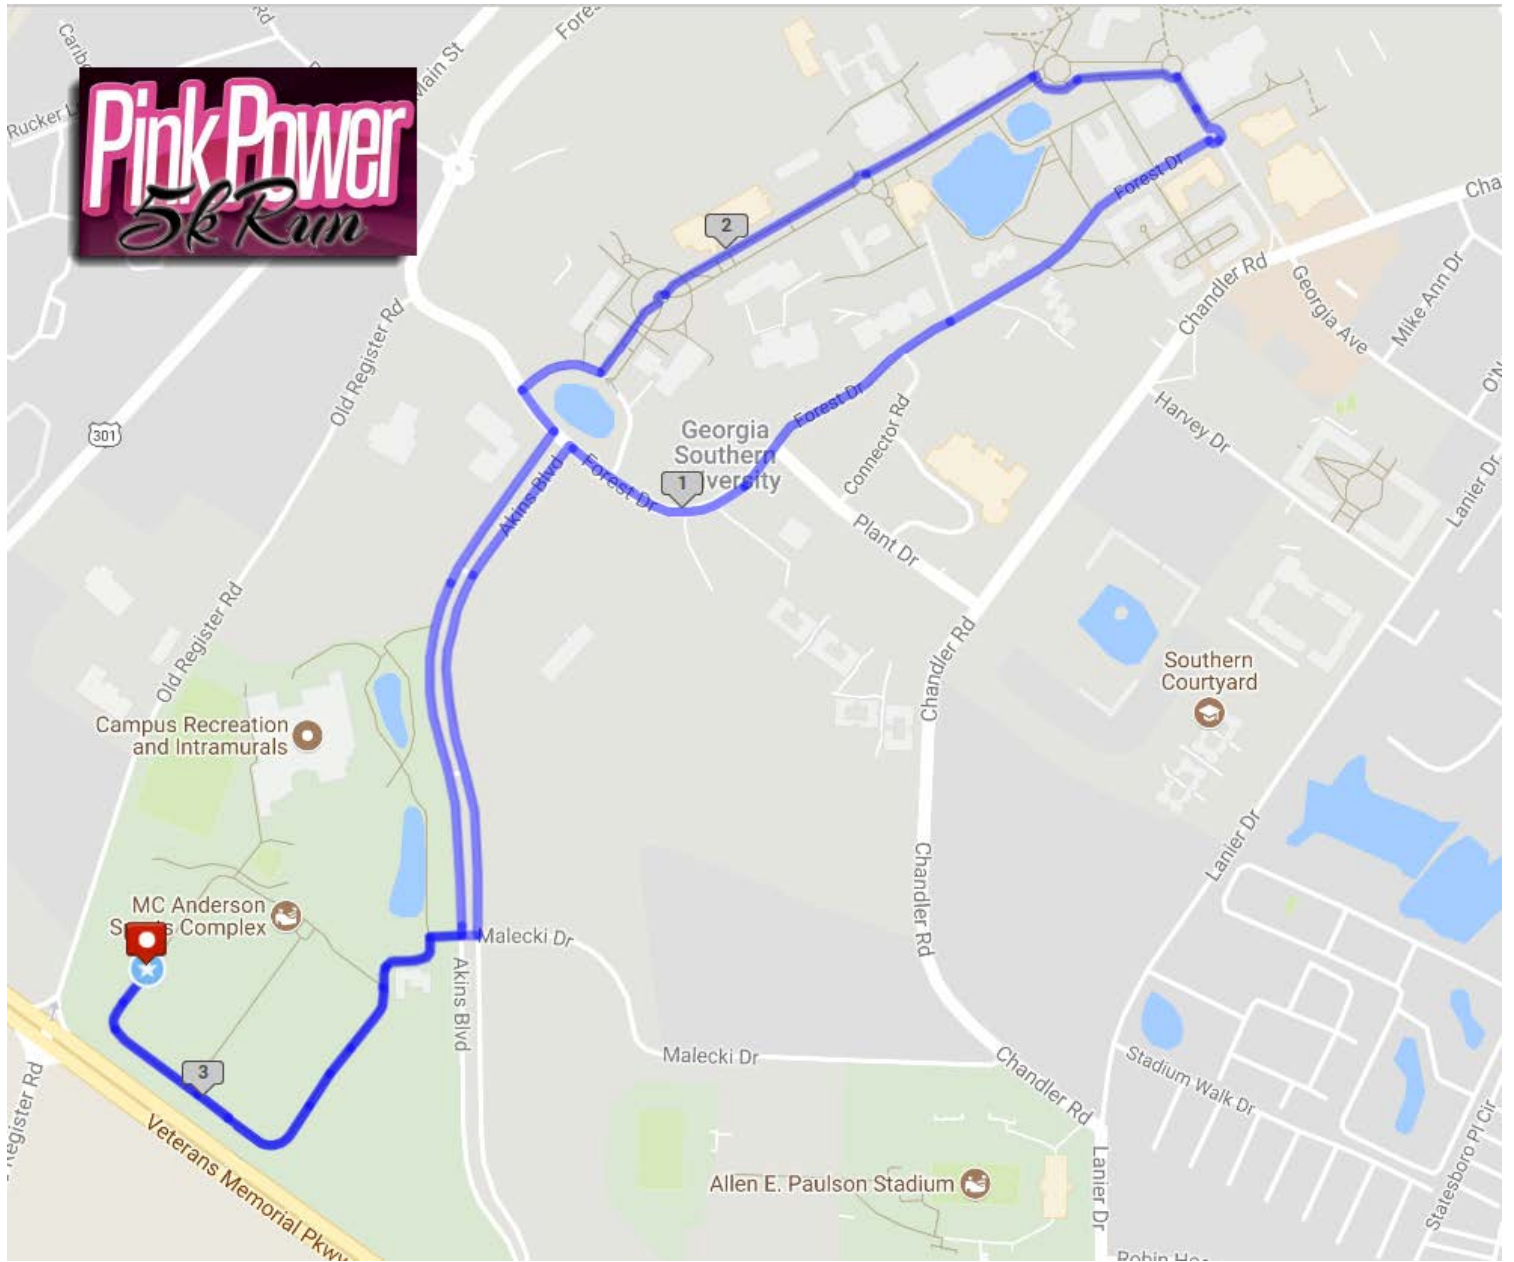 Rd
Fores
Main St
Rucker L
Pink Power
5k Run
Forest Dr
Cha
2
Chandler Rd
Georgia Ave
Mike Ann Dr
Old Register Rd
301
Georgia
Southern
versity
Forest Dr
Connector Rd
Harvey Dr
Lanier Dr
Akins Blvd
Forest Dr
1
Plant Dr
Old Register Rd
Chandler Rd
Southern
Courtyard
Campus Recreation
and Intramurals
Chandler Rd
Lanier Dr
MC Anderson
S s Complex
Malecki Dr
Akins Blvd
Malecki Dr
3
Chandler Rd
Stadium Walk Dr
Register Rd
Veterans Memorial Pkwy
Allen E. Paulson Stadium
Lanier Dr
Statesboro Pl Cir